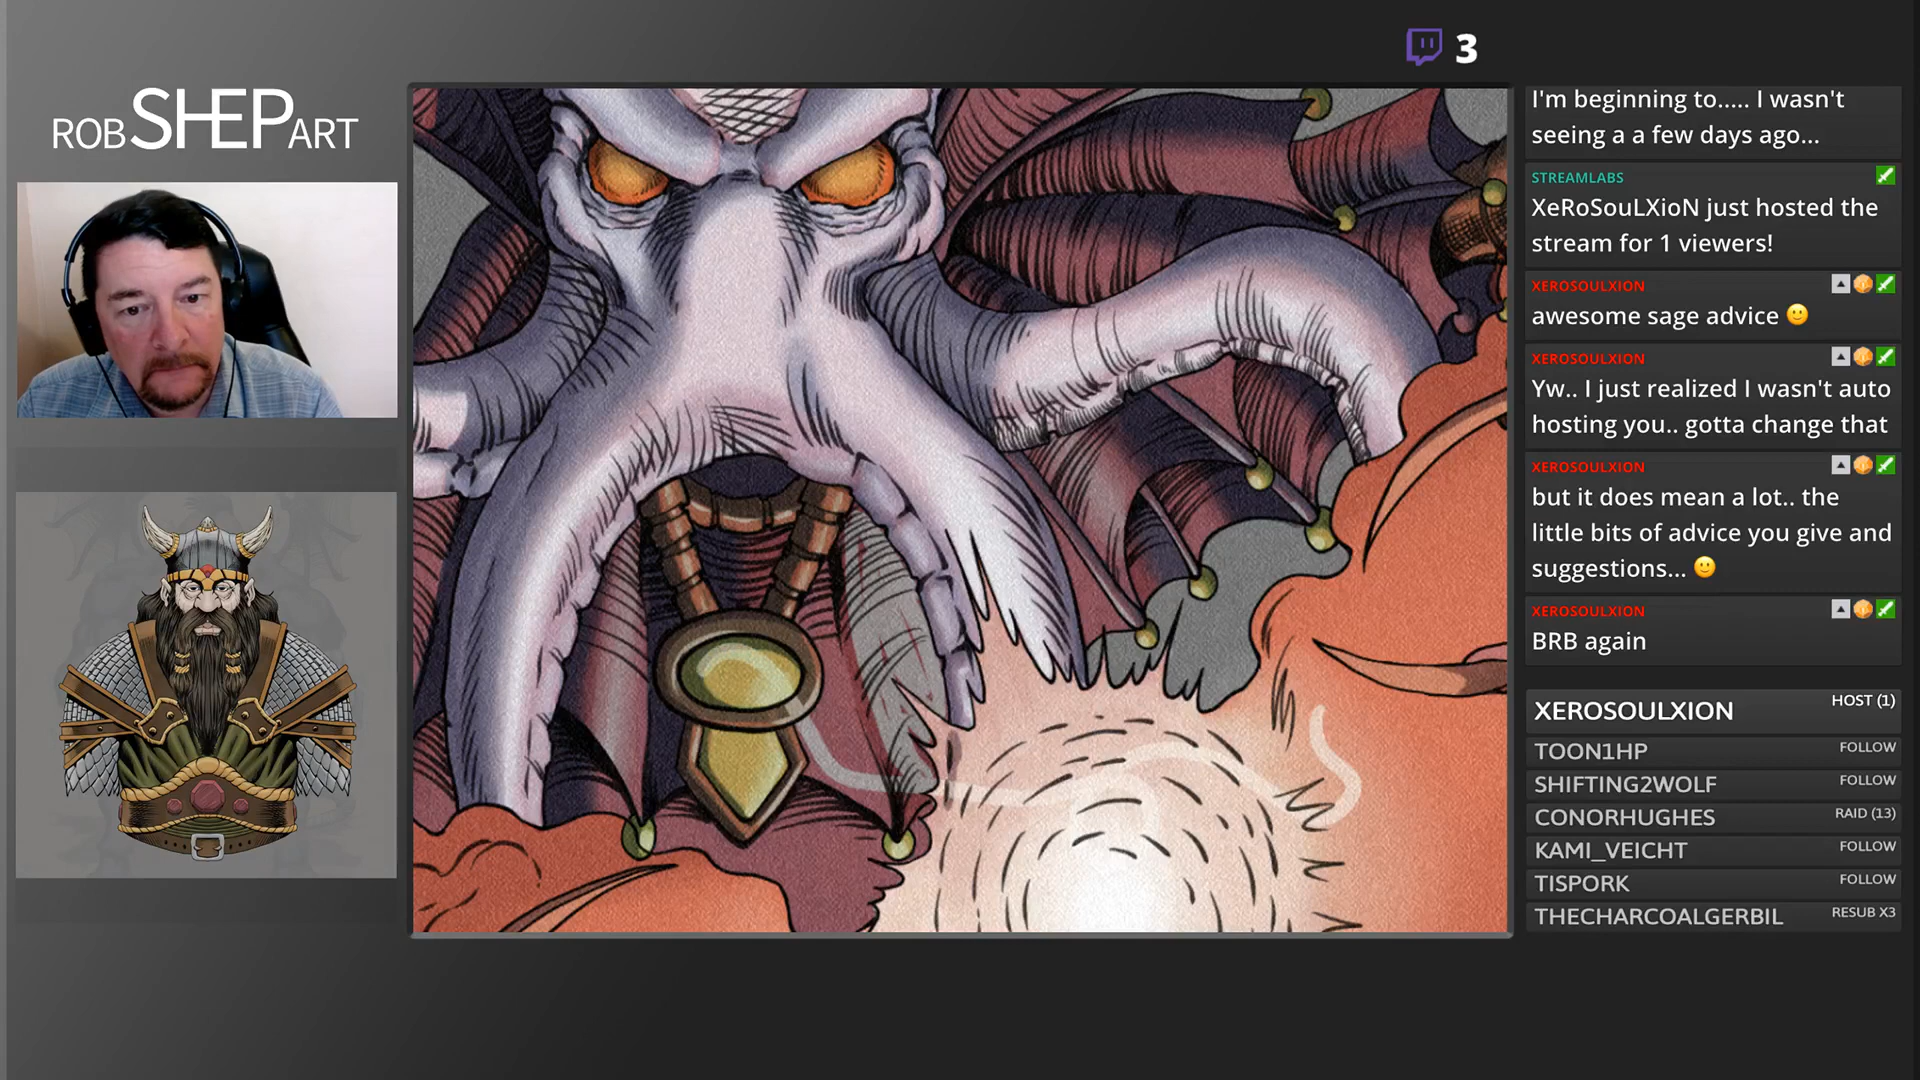 3
ROB SHEP ART
I'm beginning to..... I wasn't
seeing a a few days ago...
STREAMLABS
XeRoSouLXioN just hosted the
stream for 1 viewers!
XEROSOULXION
awesome sage advice 🙂
XEROSOULXION
Yw.. I just realized I wasn't auto
hosting you.. gotta change that
XEROSOULXION
but it does mean a lot.. the
little bits of advice you give and
suggestions... 🙂
XEROSOULXION
BRB again
XEROSOULXION HOST (1)
TOON1HP FOLLOW
SHIFTING2WOLF FOLLOW
CONORHUGHES RAID (13)
KAMI_VEICHT FOLLOW
TISPORK FOLLOW
THECHARCOALGERBIL RESUB X3